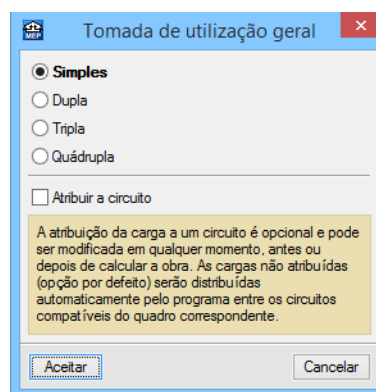 MEP
Tomada de utilização geral
Simples
Dupla
Tripla
Quádrupla
Atribuir a circuito
A atribuição da carga a um circuito é opcional e pode
ser modificada em qualquer momento, antes ou
depois de calcular a obra. As cargas não atribuídas
(opção por defeito) serão distribuídas
automaticamente pelo programa entre os circuitos
compatíveis do quadro correspondente.
Aceitar
Cancelar